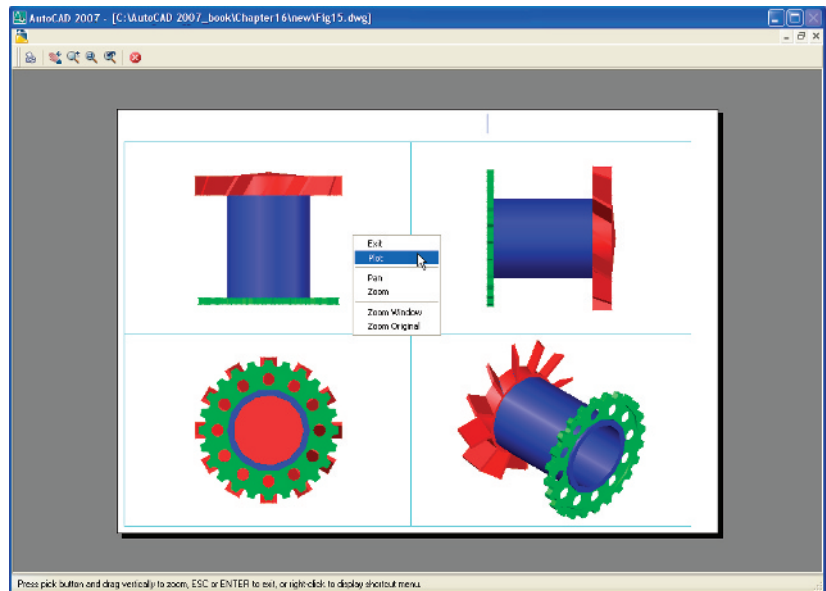 AutoCAD 2007 - [C:\AutoCAD 2007_book\Chapter16\new\Fig15.dwg]
Exit
Plot
Pan
Zoom
Zoom Window
Zoom Original
Press pick button and drag vertically to zoom, ESC or ENTER to exit, or right-click to display shortcut menu.